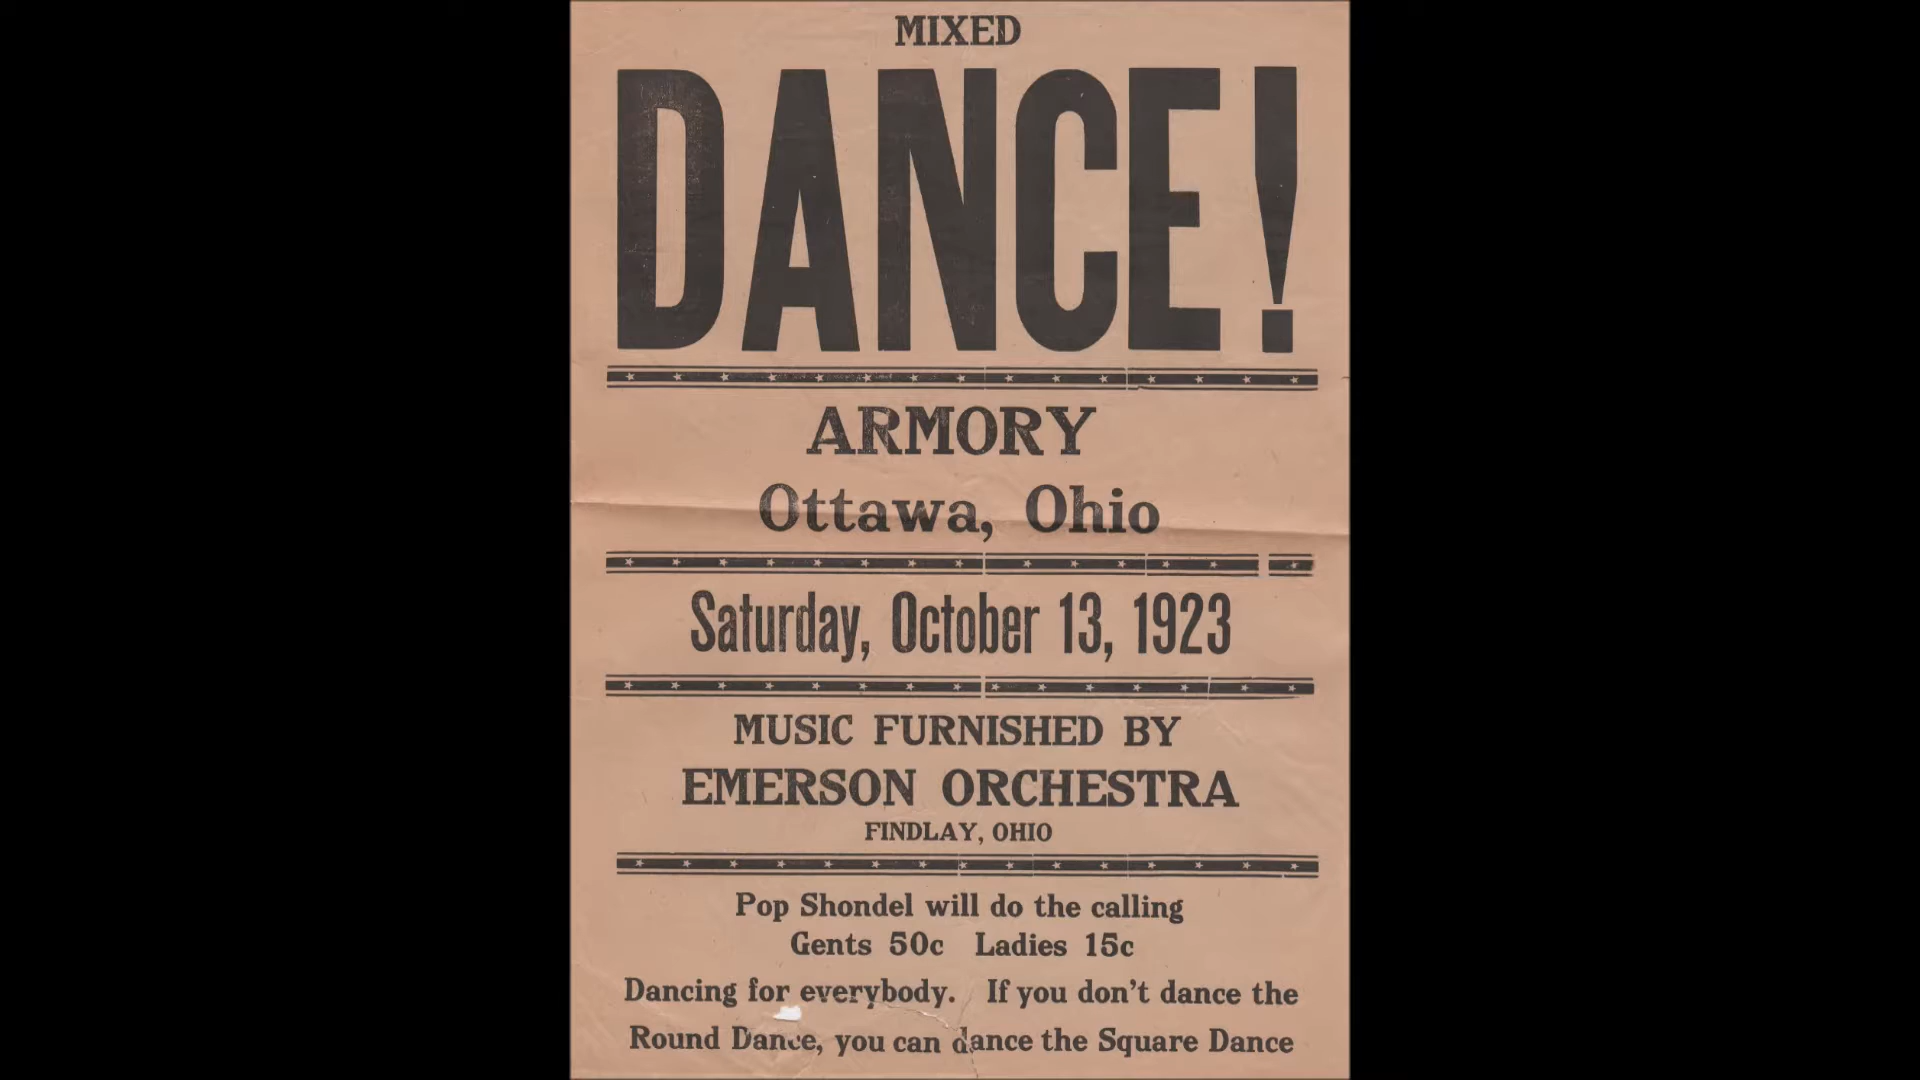 MIXED
DANCE!
ARMORY
Ottawa, Ohio
Saturday, October 13, 1923
MUSIC FURNISHED BY
EMERSON ORCHESTRA
FINDLAY, OHIO
Pop Shondel will do the calling
Gents 50c Ladies 15c
Dancing for everybody. If you don't dance the
Round Dance, you can dance the Square Dance